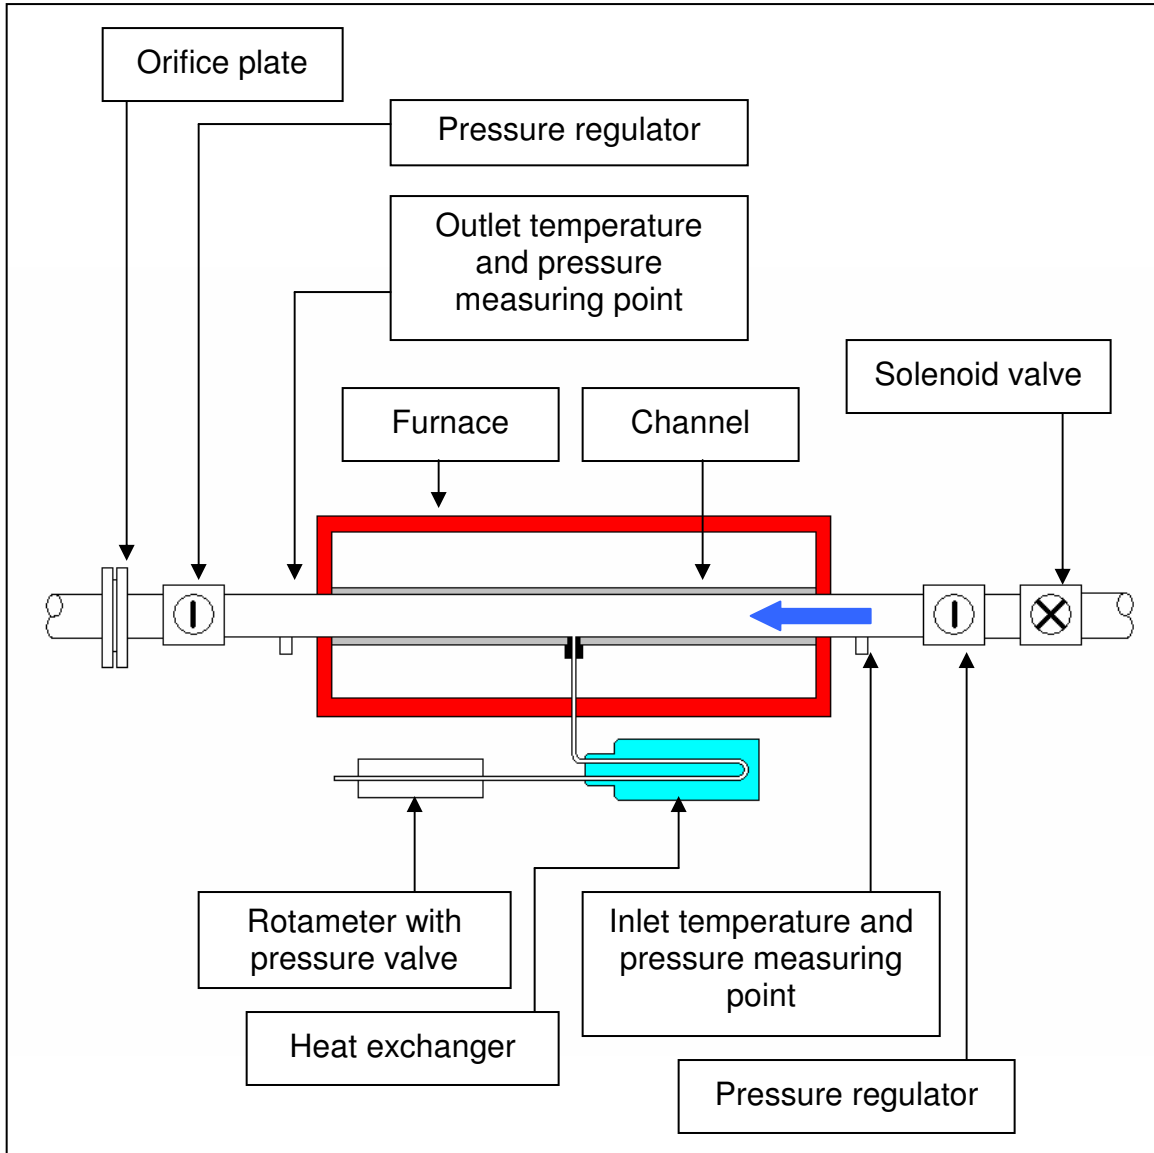 Orifice plate
Pressure regulator
Outlet temperature
and pressure
measuring point
Solenoid valve
Furnace
Channel
Rotameter with
pressure valve
Inlet temperature and
pressure measuring
point
Heat exchanger
Pressure regulator